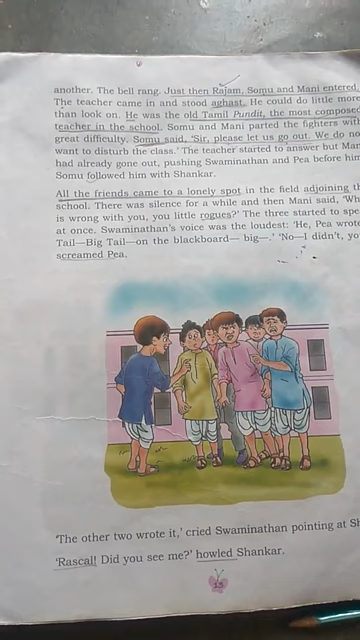 another. The bell rang. Just then Rajam, Somu and Mani entered.
The teacher came in and stood aghast. He could do little more
than look on. He was the old Tamil Pundit, the most composed
teacher in the school. Somu and Mani parted the fighters with
great difficulty. Somu said, 'Sir, please let us go out. We do no
want to disturb the class.' The teacher started to answer but Man
had already gone out, pushing Swaminathan and Pea before him
Somu followed him with Shankar.
All the friends came to a lonely spot in the field adjoining th
school. There was silence for a while and then Mani said, 'Wh
is wrong with you, you little rogues?' The three started to spe
at once. Swaminathan's voice was the loudest: 'He, Pea wrote
Tail—Big Tail—on the blackboard— big—.' 'No—I didn't, yo
screamed Pea.
'The other two wrote it,' cried Swaminathan pointing at Sh
'Rascal! Did you see me?' howled Shankar.